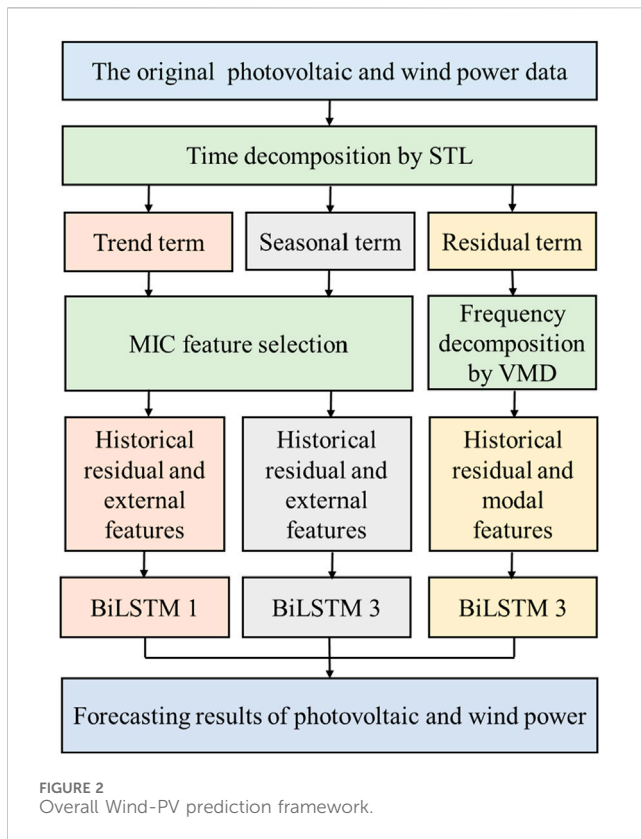 The original photovoltaic and wind power data
Time decomposition by STL
Trend term
Seasonal term
Residual term
MIC feature selection
Frequency
decomposition
by VMD
Historical
residual and
external
features
Historical
residual and
external
features
Historical
residual and
modal
features
BiLSTM 1
BiLSTM 3
BiLSTM 3
Forecasting results of photovoltaic and wind power
FIGURE 2
Overall Wind-PV prediction framework.